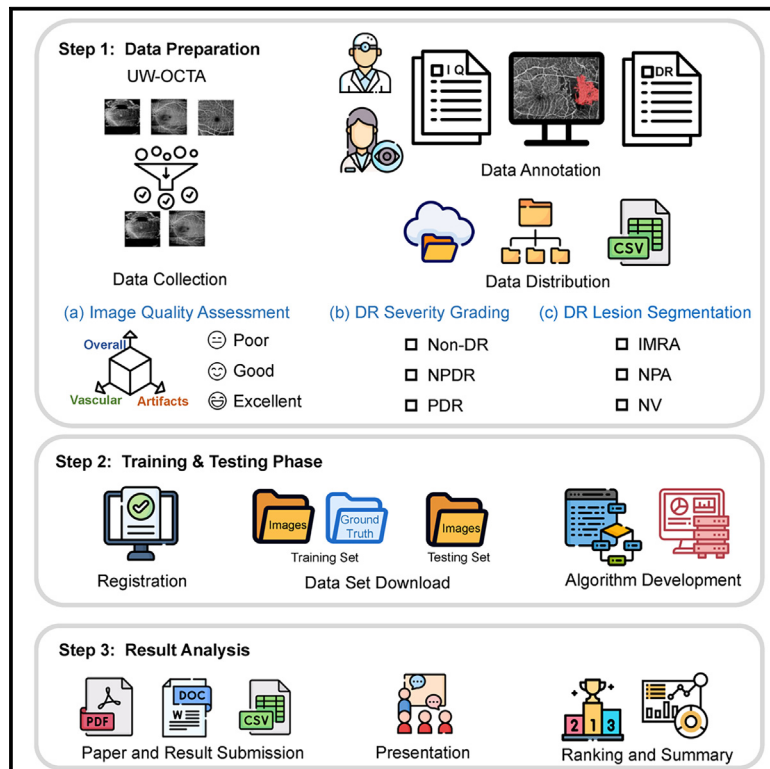 Step 1: Data Preparation
UW-OCTA
Data Collection
I Q
DR
Data Annotation
CSV
Data Distribution
(a) Image Quality Assessment
Overall
Vascular
Artifacts
Poor
Good
Excellent
(b) DR Severity Grading
Non-DR
NPDR
PDR
(c) DR Lesion Segmentation
IMRA
NPA
NV
Step 2: Training & Testing Phase
Registration
Images
Ground
Truth
Training Set
Images
Testing Set
Data Set Download
Algorithm Development
Step 3: Result Analysis
PDF
DOC
W
CSV
Paper and Result Submission
Presentation
2 1 3
Ranking and Summary